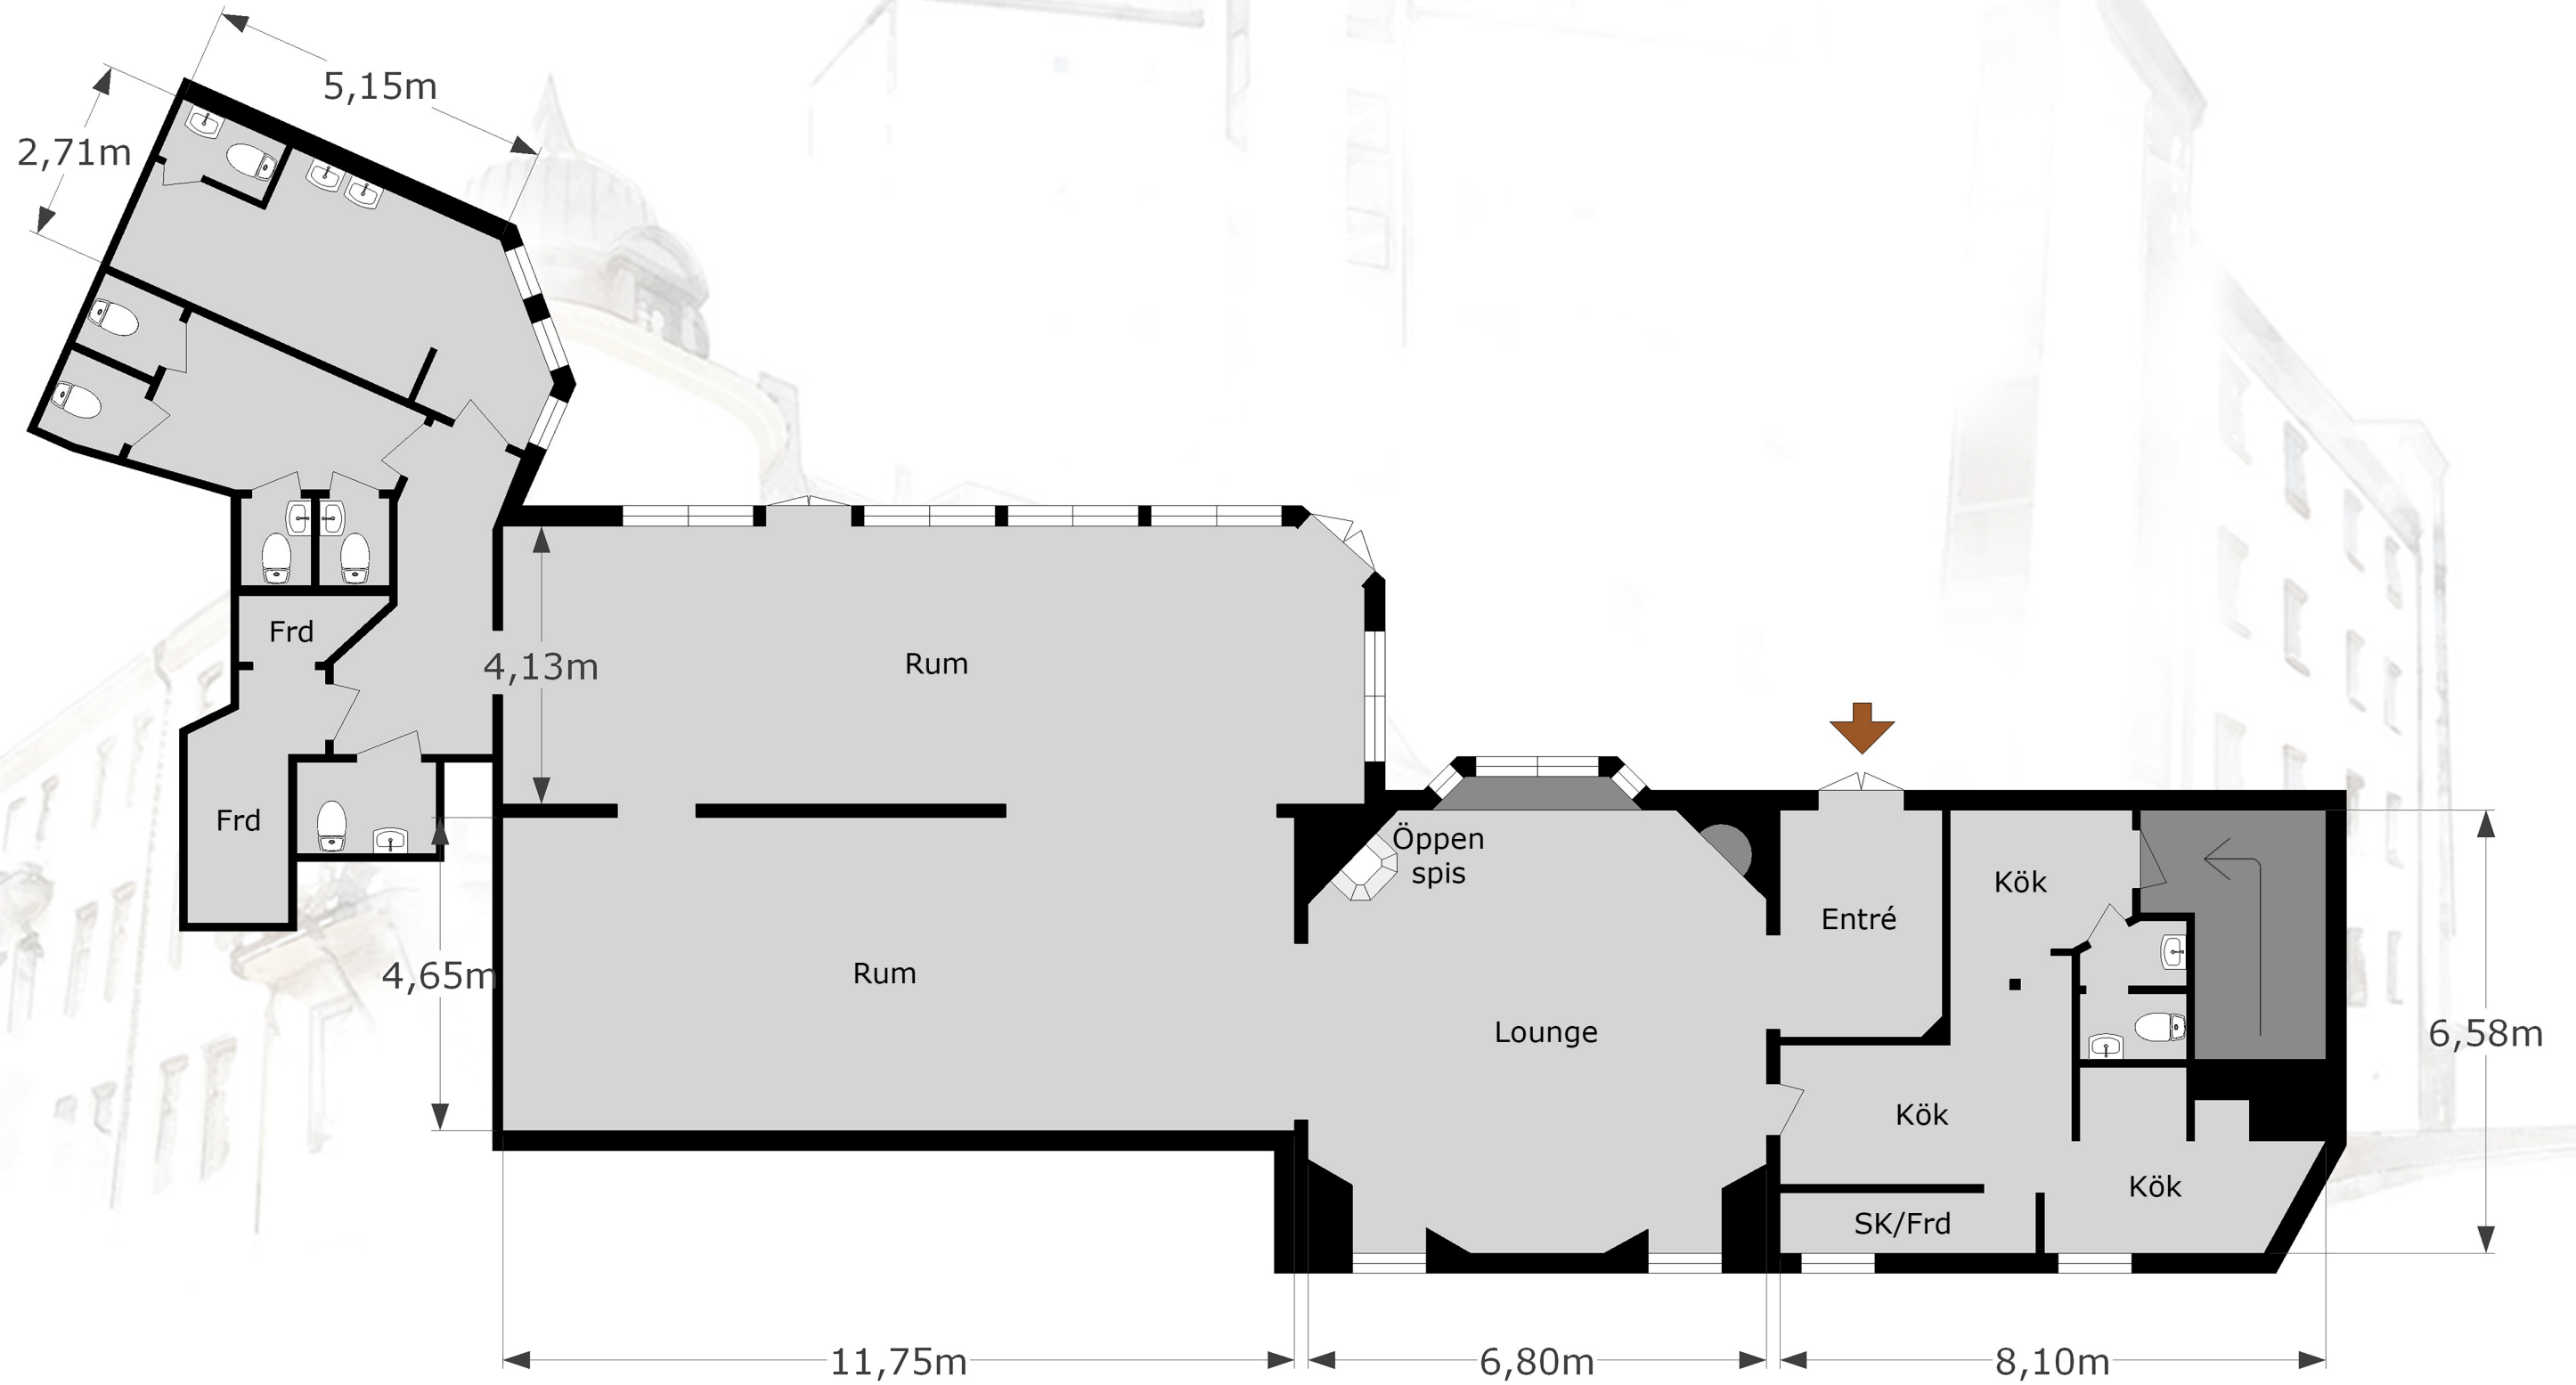 5,15m
2,71m
Frd
4,13m
Rum
Frd
Öppen
spis
Kök
Entré
4,65m
Rum
Lounge
6,58m
Kök
Kök
SK/Frd
11,75m
6,80m
8,10m